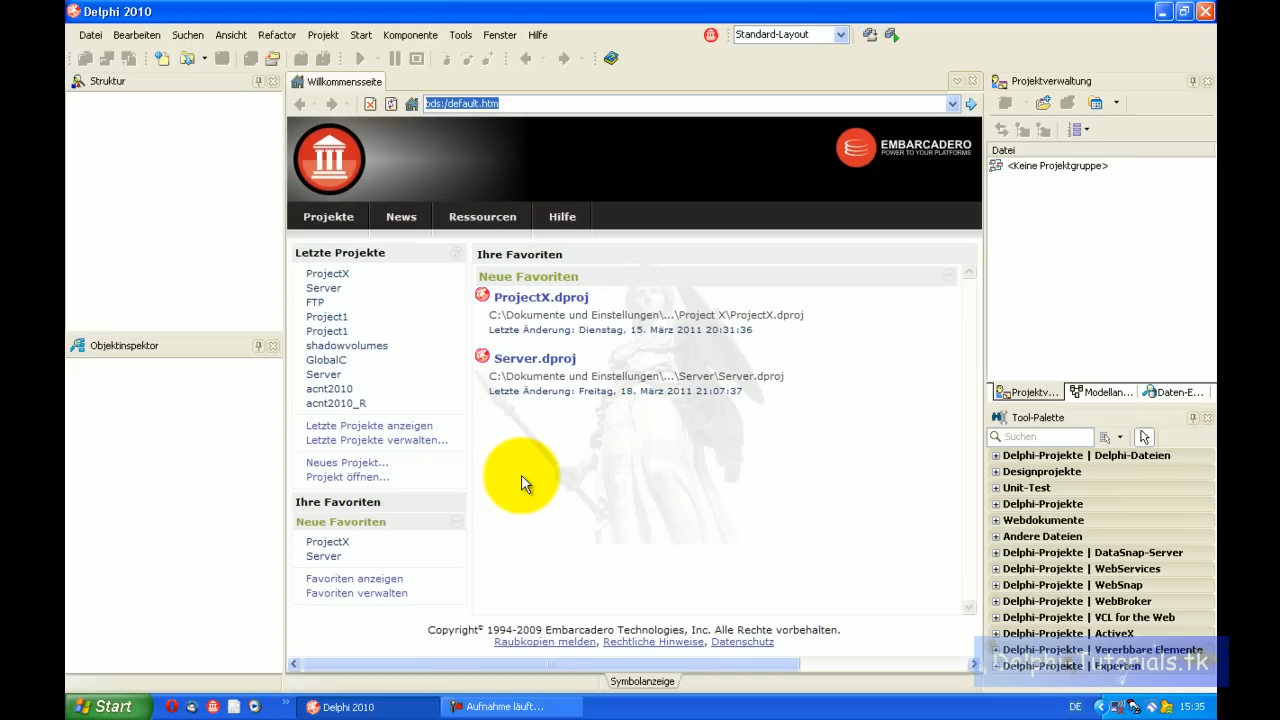 Delphi 2010
Datei Bearbeiten Suchen Ansicht Refactor Projekt Start Komponente Tools Fenster Hilfe
Standard-Layout
Struktur
Willkommensseite
Projektverwaltung
bds:/default.htm
Datei
<Keine Projektgruppe>
EMBARCADERO
POWER TO YOUR PLATFORMS
Projekte News Ressourcen Hilfe
Letzte Projekte
ProjectX
Server
FTP
Project1
Project1
shadowvolumes
GlobalC
Server
acnt2010
acnt2010_R
Letzte Projekte anzeigen
Letzte Projekte verwalten...
Neues Projekt...
Projekt öffnen...
Ihre Favoriten
Neue Favoriten
ProjectX
Server
Favoriten anzeigen
Favoriten verwalten
Ihre Favoriten
Neue Favoriten
ProjectX.dproj
C:\Dokumente und Einstellungen\...\Project X\ProjectX.dproj
Letzte Änderung: Dienstag, 15. März 2011 20:31:36
Server.dproj
C:\Dokumente und Einstellungen\...\Server\Server.dproj
Letzte Änderung: Freitag, 18. März 2011 21:07:37
Copyright© 1994-2009 Embarcadero Technologies, Inc. Alle Rechte vorbehalten.
Raubkopien melden, Rechtliche Hinweise, Datenschutz
Objektinspektor
Projektv... Modellan... Daten-E...
Tool-Palette
Suchen
Delphi-Projekte | Delphi-Dateien
Designprojekte
Unit-Test
Delphi-Projekte
Webdokumente
Andere Dateien
Delphi-Projekte | DataSnap-Server
Delphi-Projekte | WebServices
Delphi-Projekte | WebSnap
Delphi-Projekte | WebBroker
Delphi-Projekte | VCL for the Web
Delphi-Projekte | ActiveX
Delphi-Projekte | Vererbbare Elemente
Delphi-Projekte | Experten
Delphi-Tutorials.tk
Symbolanzeige
Start
Delphi 2010
Aufnahme läuft...
DE
15:35